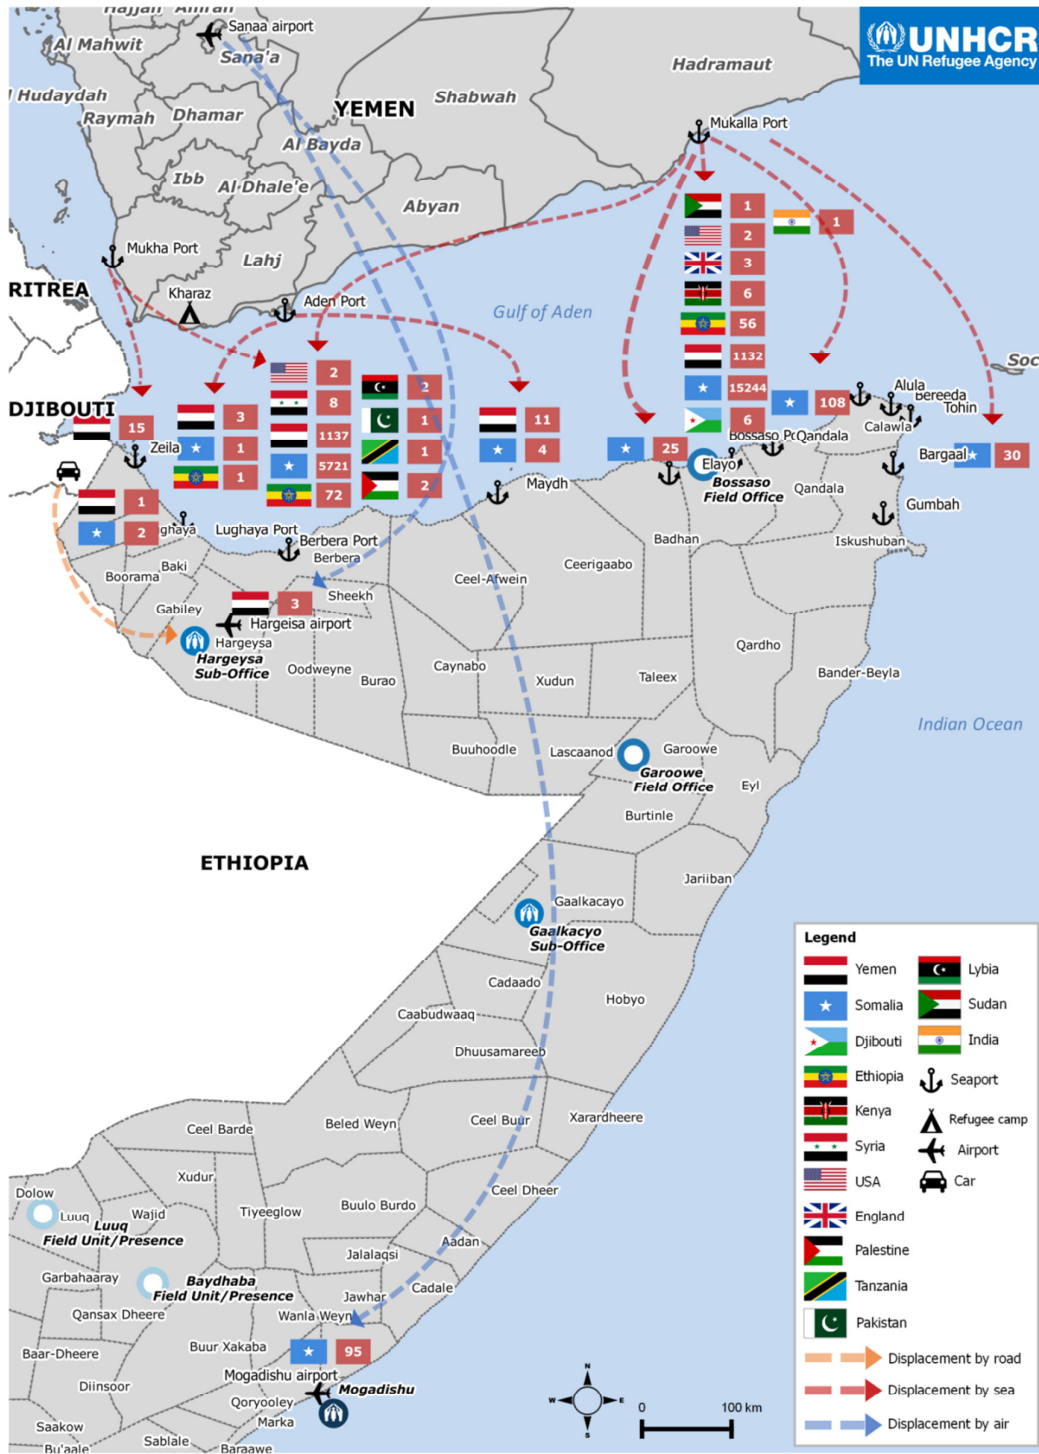 Hajjah Amran
Sanaa airport
UNHCR
The UN Refugee Agency
Al Mahwit
Sana'a
Hadramaut
Shabwah
l Hudaydah
YEMEN
Dhamar
Raymah
Mukalla Port
Al Bayda
Ibb
Al Dhale'e
Abyan
1
1
2
Mukha Port
Lahj
3
RITREA
Kharaz
6
Aden Port
Gulf of Aden
56
1132
Soc
2
2
15244
Alula
8
Bereeda
DJIBOUTI
3
1
11
108
Tohin
15
1137
6
Calawla
Bossaso Po
Qandala
Zeila
1
5721
1
4
25
Bargaal
30
Elayo
Bossaso
Field Office
1
72
2
Maydh
Qandala
1
Gumbah
2
ghaya
Lughaya Port
Berbera Port
Badhan
Iskushuban
Berbera
Baki
Ceerigaabo
Boorama
Ceel-Afwein
Sheekh
Gabiley
3
Hargeisa airport
Hargeysa
Qardho
Hargeysa
Sub-Office
Oodweyne
Caynabo
Burao
Xudun
Taleex
Bander-Beyla
Indian Ocean
Buuhoodle
Lascaanod
Garoowe
Garoowe
Field Office
Eyl
Burtinle
ETHIOPIA
Jariiban
Gaalkacayo
Gaalkacyo
Sub-Office
Cadaado
Hobyo
Caabudwaaq
Dhuusamareeb
Ceel Barde
Beled Weyn
Ceel Buur
Xarardheere
Xudur
Dolow
Ceel Dheer
Luuq
Wajid
Tiyeeglow
Buulo Burdo
Luuq
Field Unit/Presence
Aadan
Jalalaqsi
Garbahaaray
Baydhaba
Field Unit/Presence
Cadale
Jawhar
Qansax Dheere
Wanla Weyn
Buur Xakaba
Baar-Dheere
95
Mogadishu airport
Diinsoor
Mogadishu
Qoryooley
Marka
Saakow
Sablale
Bu'aale
Baraawe
N
W
E
S
0
100 km
Legend
Yemen
Lybia
Somalia
Sudan
Djibouti
India
Ethiopia
Seaport
Kenya
Refugee camp
Syria
Airport
USA
Car
England
Palestine
Tanzania
Pakistan
Displacement by road
Displacement by sea
Displacement by air